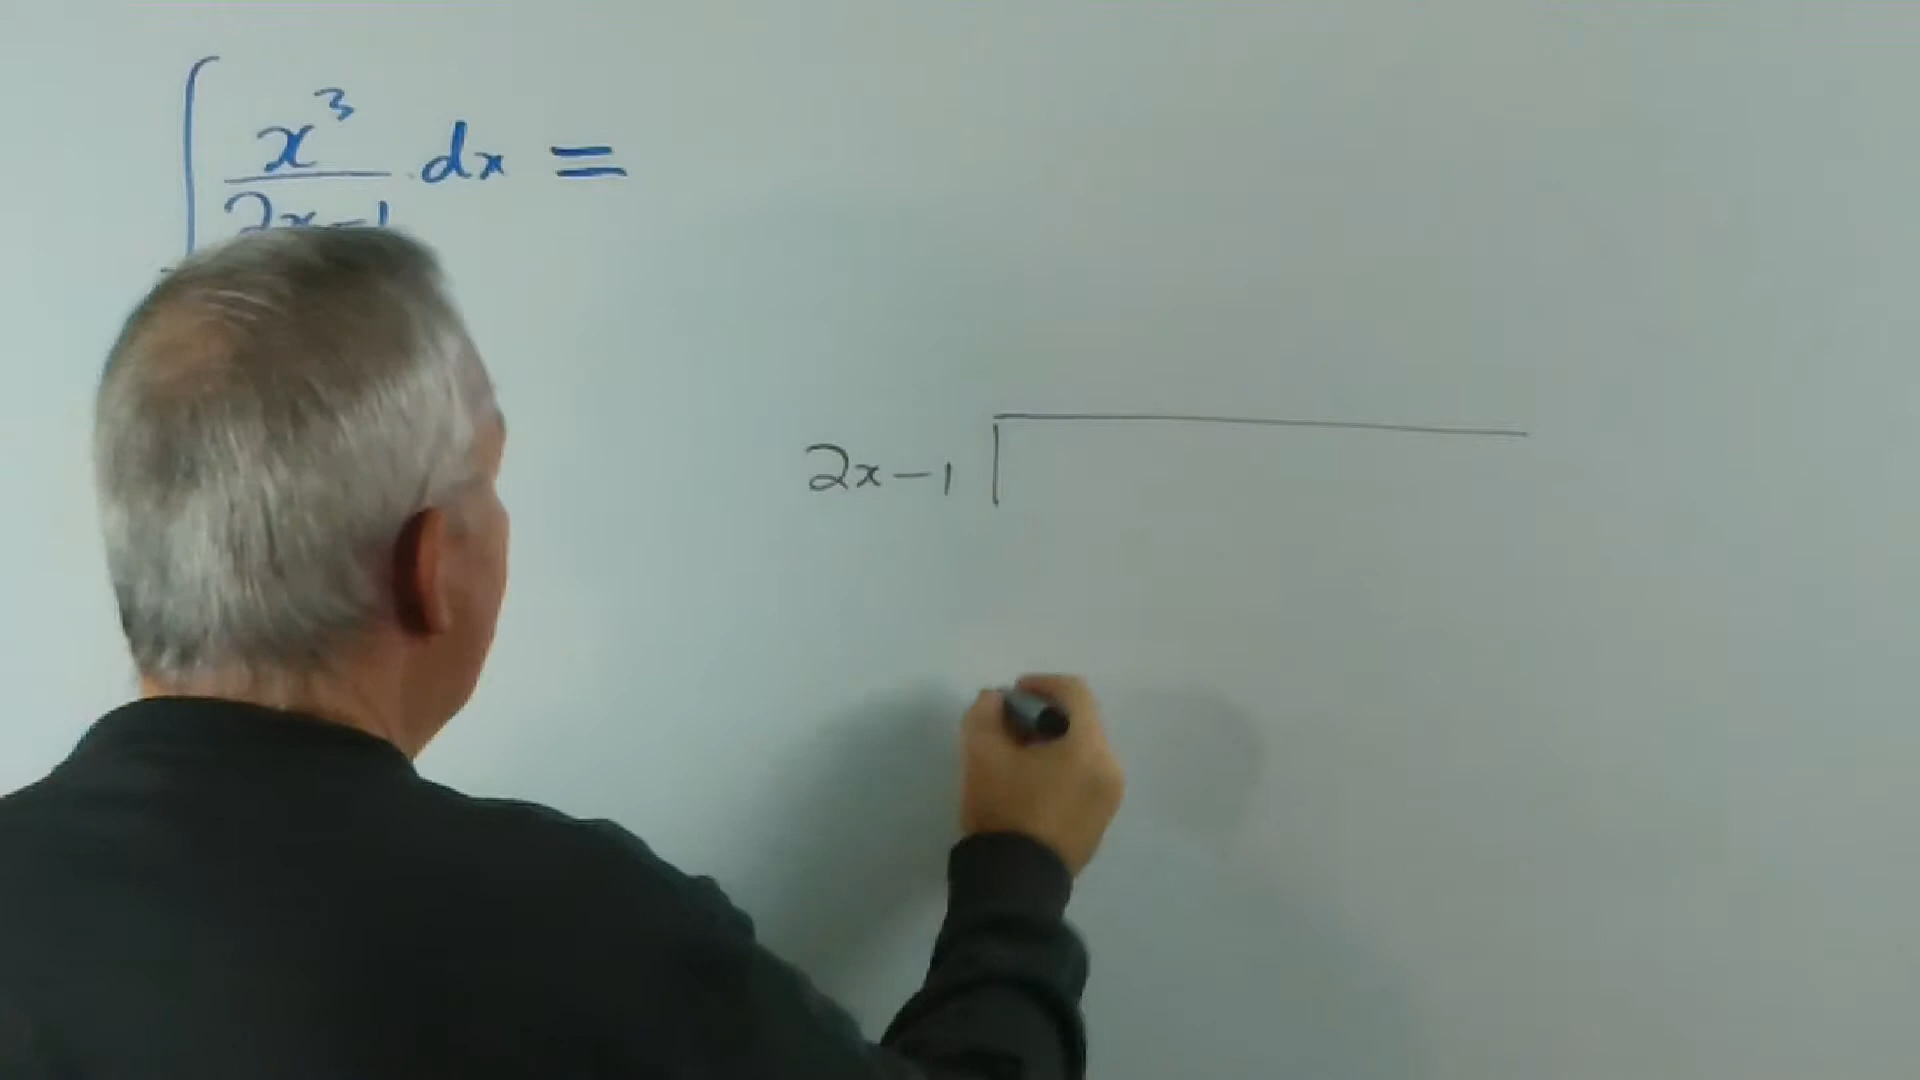 ∫ x³/(2x-1) dx =
2x-1